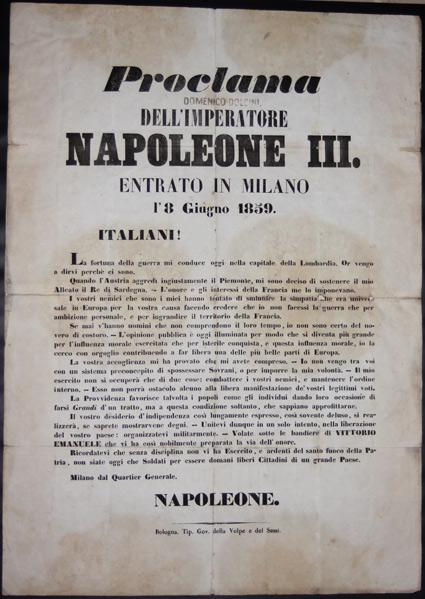 Proclama
DOMENICO DOLFINI,
DELL'IMPERATORE
NAPOLEONE III.
ENTRATO IN MILANO
l'8 Giugno 1859.
ITALIANI!
La fortuna della guerra mi conduce oggi nella capitale della Lombardia, Or vengo
a dirvi perchè ci sono.
Quando l'Austria aggredì ingiustamente il Piemonte, mi sono deciso di sostenere il mio
Alleato il Re di Sardegna. — L'onore e gli interessi della Francia me lo imponevano.
I vostri nemici che sono i miei hanno tentato di sminuire la simpatia che era univer-
sale in Europa per la vostra causa facendo credere che io non facessi la guerra che per
ambizione personale, e per ingrandire il territorio della Francia.
Se mai v'hanno uomini che non comprendono il loro tempo, io non sono certo del no-
vero di costoro. — L'opinione pubblica è oggi illuminata per modo che si diventa più grande
per l'influenza morale esercitata che per isterile conquista, e questa influenza morale, io la
cerco con orgoglio contribuendo a far libera una delle più belle parti di Europa.
La vostra accoglienza mi ha provato che mi avete compreso. — Io non vengo tra voi
con un sistema preconcepito di spossessare Sovrani, o per imporre la mia volontà. — Il mio
esercito non si occuperà che di due cose: combattere i vostri nemici, e mantenere l'ordine
interno. — Esso non porrà ostacolo alcuno alla libera manifestazione de' vostri legittimi voti.
La Provvidenza favorisce talvolta i popoli come gli individui dando loro occasione di
farsi Grandi d'un tratto, ma a questa condizione soltanto, che sappiano approfittarne.
Il vostro desiderio d'indipendenza così lungamente espresso, così sovente deluso, si rea-
lizzerà, se saprete mostrarvene degni. — Unitevi dunque in un solo intento, nella liberazione
del vostro paese: organizzatevi militarmente. — Volate sotto le bandiere di VITTORIO
EMANUELE che vi ha così nobilmente preparata la via dell'onore.
Ricordatevi che senza disciplina non vi ha Esercito, e ardenti del santo fuoco della Pa-
tria, non siate oggi che Soldati per essere domani liberi Cittadini di un grande Paese.
Milano dal Quartier Generale.
NAPOLEONE.
Bologna. Tip. Gov. della Volpe e del Sassi.